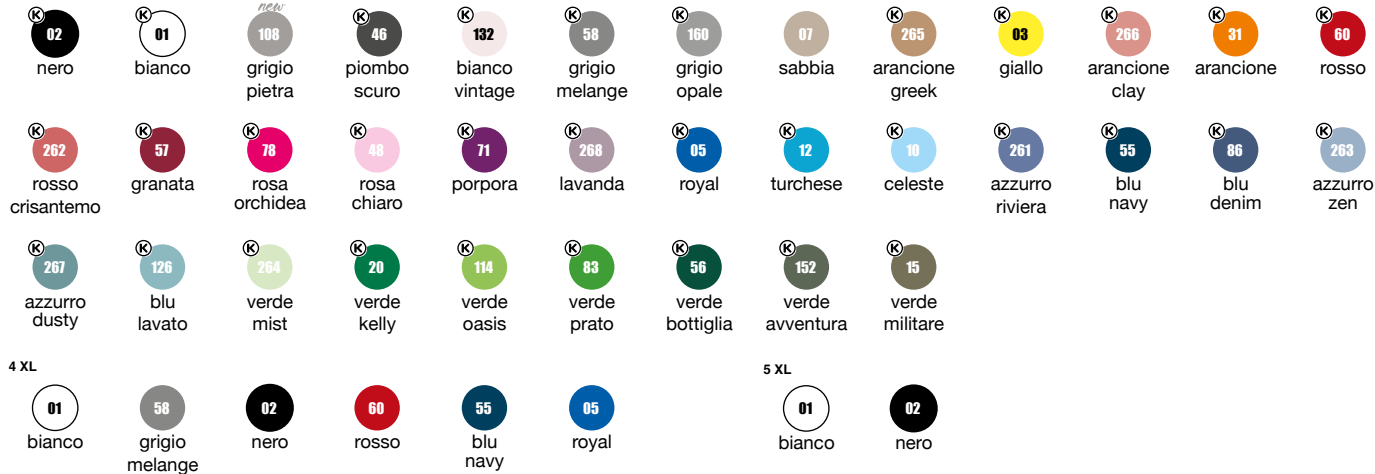 new
K 02 K 01 108 K 46 K 132 K 58 K 160 07 K 265 K 03 K 266 K 31 K 60
nero bianco grigio piombo bianco grigio grigio sabbia arancione giallo arancione arancione rosso
pietra scuro vintage melange opale greek clay
K 262 K 57 K 78 K 48 K 71 K 268 K 05 K 12 K 10 K 261 K 55 K 86 K 263
rosso granata rosa rosa porpora lavanda royal turchese celeste azzurro blu blu azzurro
crisantemo orchidea chiaro riviera navy denim zen
K 267 K 126 K 264 K 20 K 114 K 83 K 56 K 152 K 15
azzurro blu verde verde verde verde verde verde verde
dusty lavato mist kelly oasis prato bottiglia avventura militare
4 XL 5 XL
01 58 02 60 55 05 01 02
bianco grigio nero rosso blu royal bianco nero
melange navy